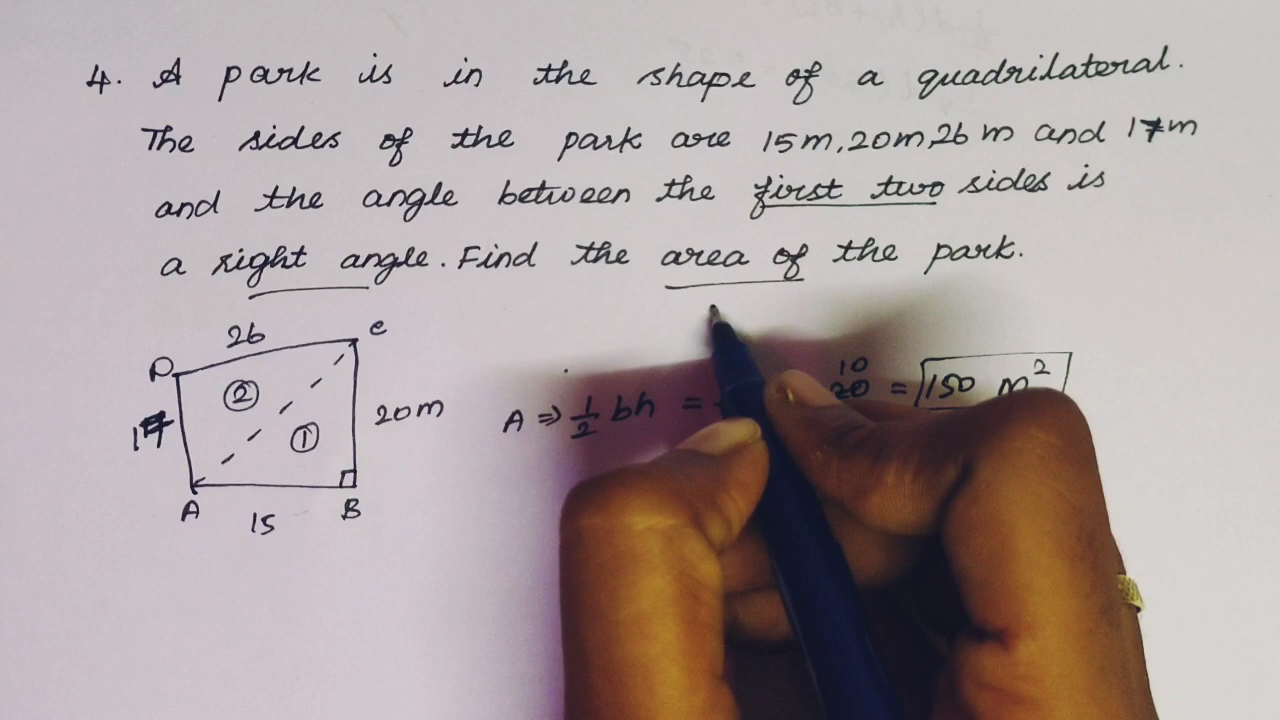 4. A park is in the shape of a quadrilateral.
The sides of the park are 15m, 20m, 26 m and 17m
and the angle between the first two sides is
a right angle. Find the area of the park.
26 C
D
② 20m
17 ①
A 15 B
A ⇒ 1/2 bh =
10
20 = 150 m²